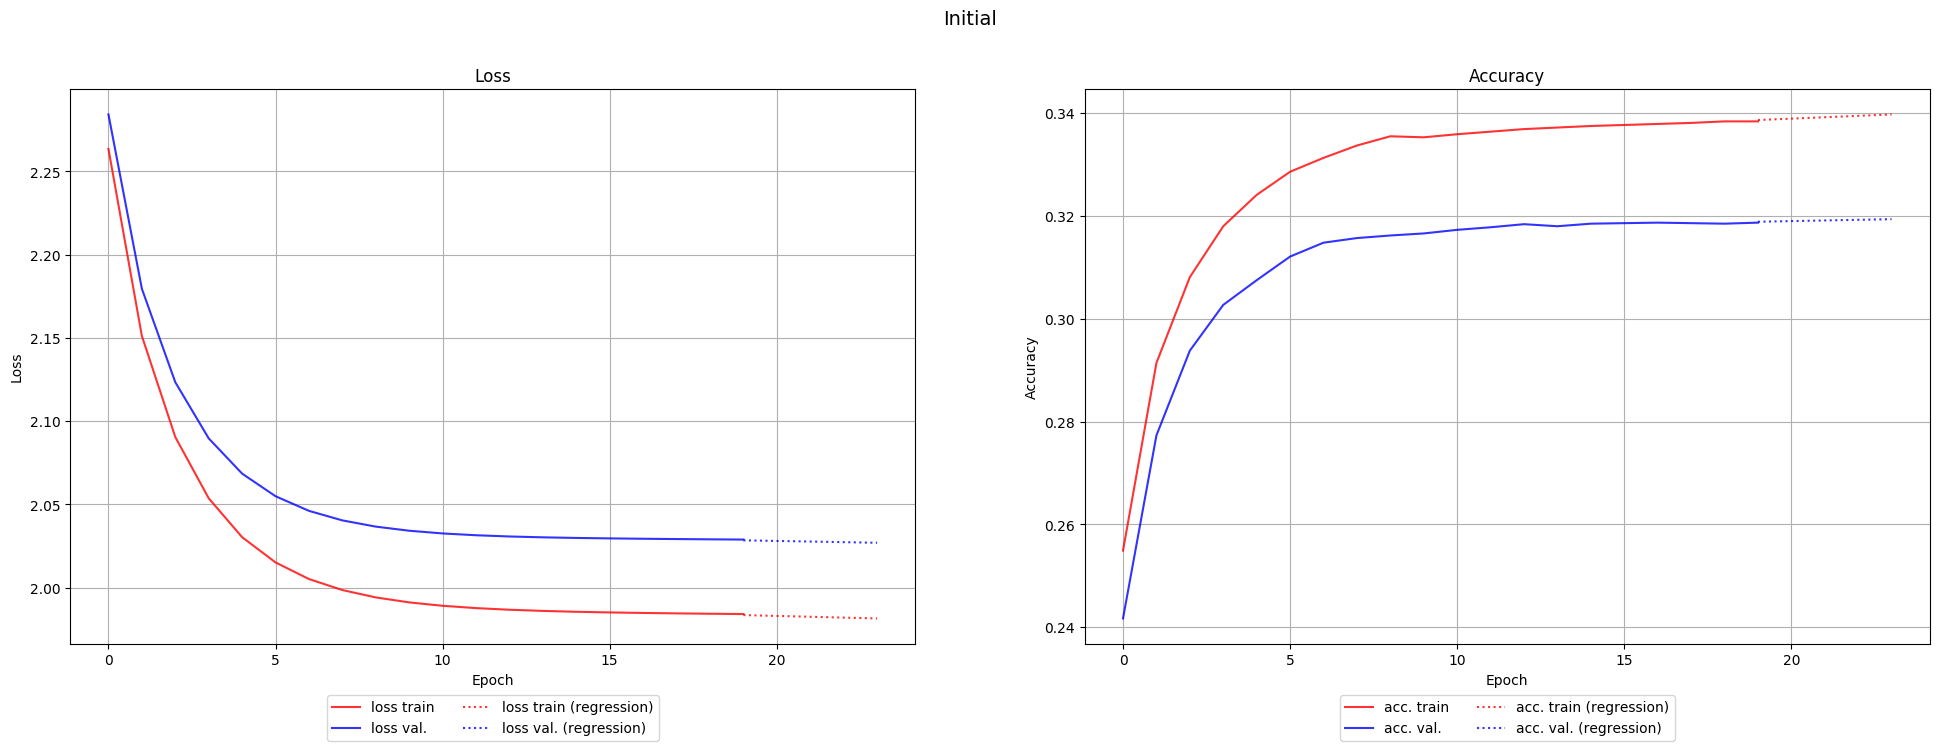 Initial
Loss
Loss
2.25
2.20
2.15
2.10
2.05
2.00
0 5 10 15 20
Epoch
loss train loss train (regression)
loss val. loss val. (regression)
Accuracy
Accuracy
0.34
0.32
0.30
0.28
0.26
0.24
0 5 10 15 20
Epoch
acc. train acc. train (regression)
acc. val. acc. val. (regression)